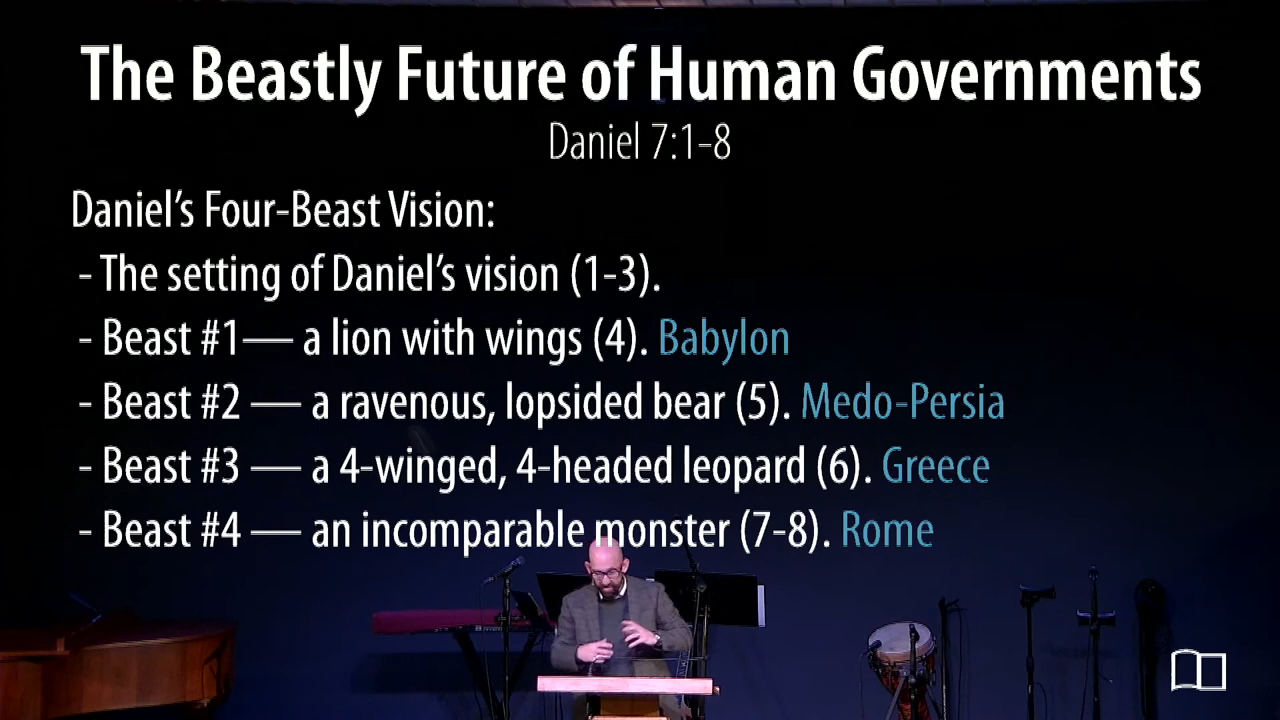 The Beastly Future of Human Governments
Daniel 7:1-8
Daniel's Four-Beast Vision:
- The setting of Daniel's vision (1-3).
- Beast #1— a lion with wings (4). Babylon
- Beast #2 — a ravenous, lopsided bear (5). Medo-Persia
- Beast #3 — a 4-winged, 4-headed leopard (6). Greece
- Beast #4 — an incomparable monster (7-8). Rome